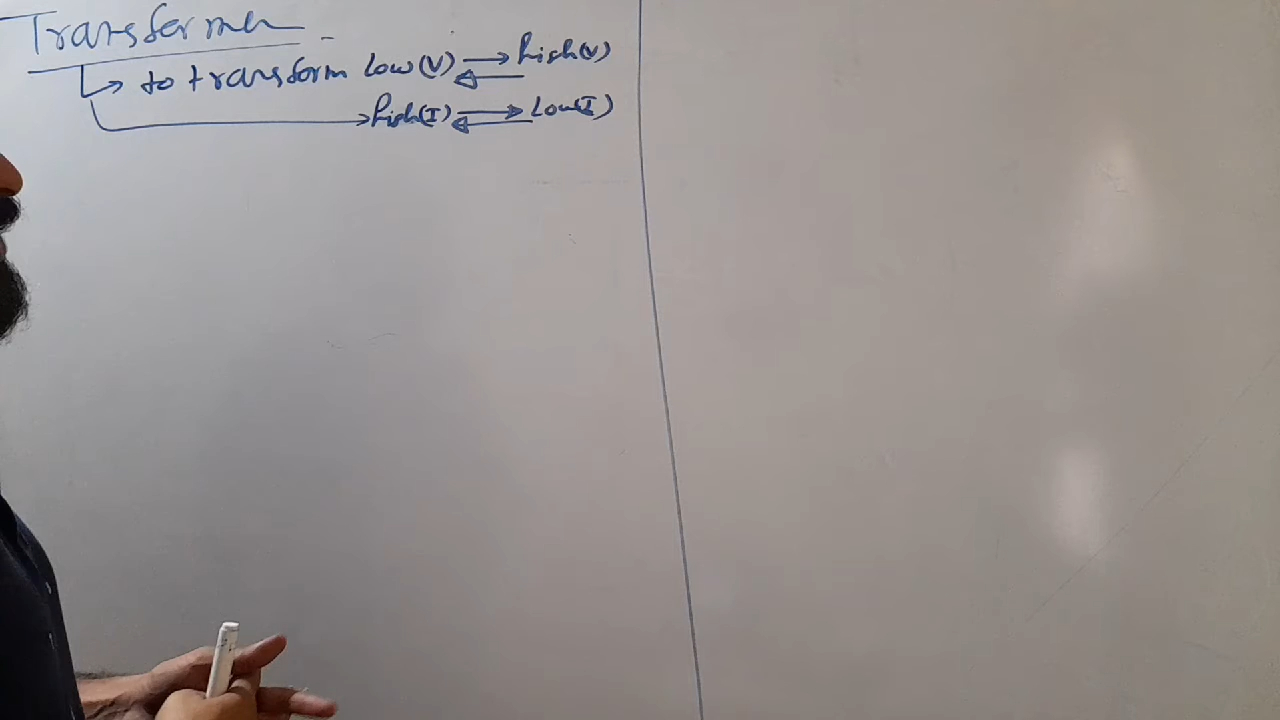 Transformer
to transform Low(V) ⇄ high(V)
high(I) ⇄ Low(I)